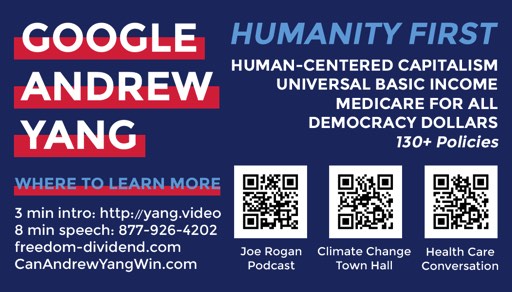 GOOGLE
ANDREW
YANG
WHERE TO LEARN MORE
3 min intro: http://yang.video
8 min speech: 877-926-4202
freedom-dividend.com
CanAndrewYangWin.com
HUMANITY FIRST
HUMAN-CENTERED CAPITALISM
UNIVERSAL BASIC INCOME
MEDICARE FOR ALL
DEMOCRACY DOLLARS
130+ Policies
Joe Rogan
Podcast
Climate Change
Town Hall
Health Care
Conversation